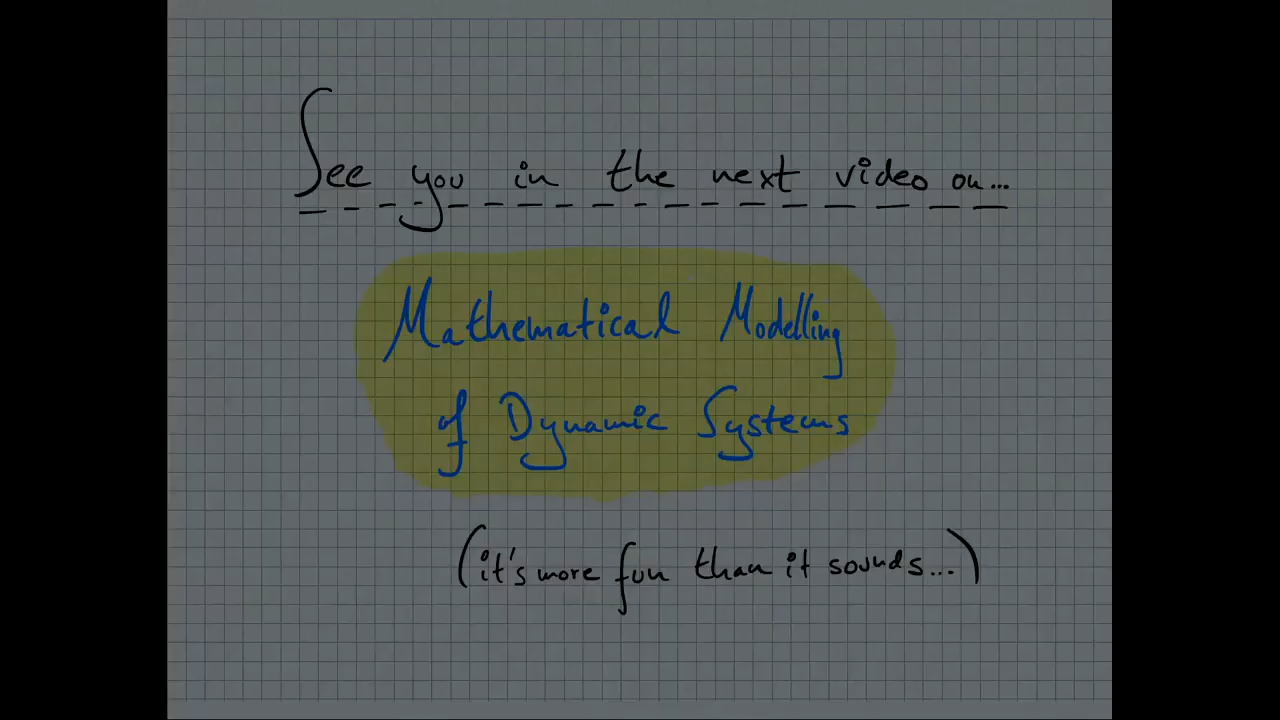 See you in the next video on...
Mathematical Modelling
of Dynamic Systems
(it's more fun than it sounds...)